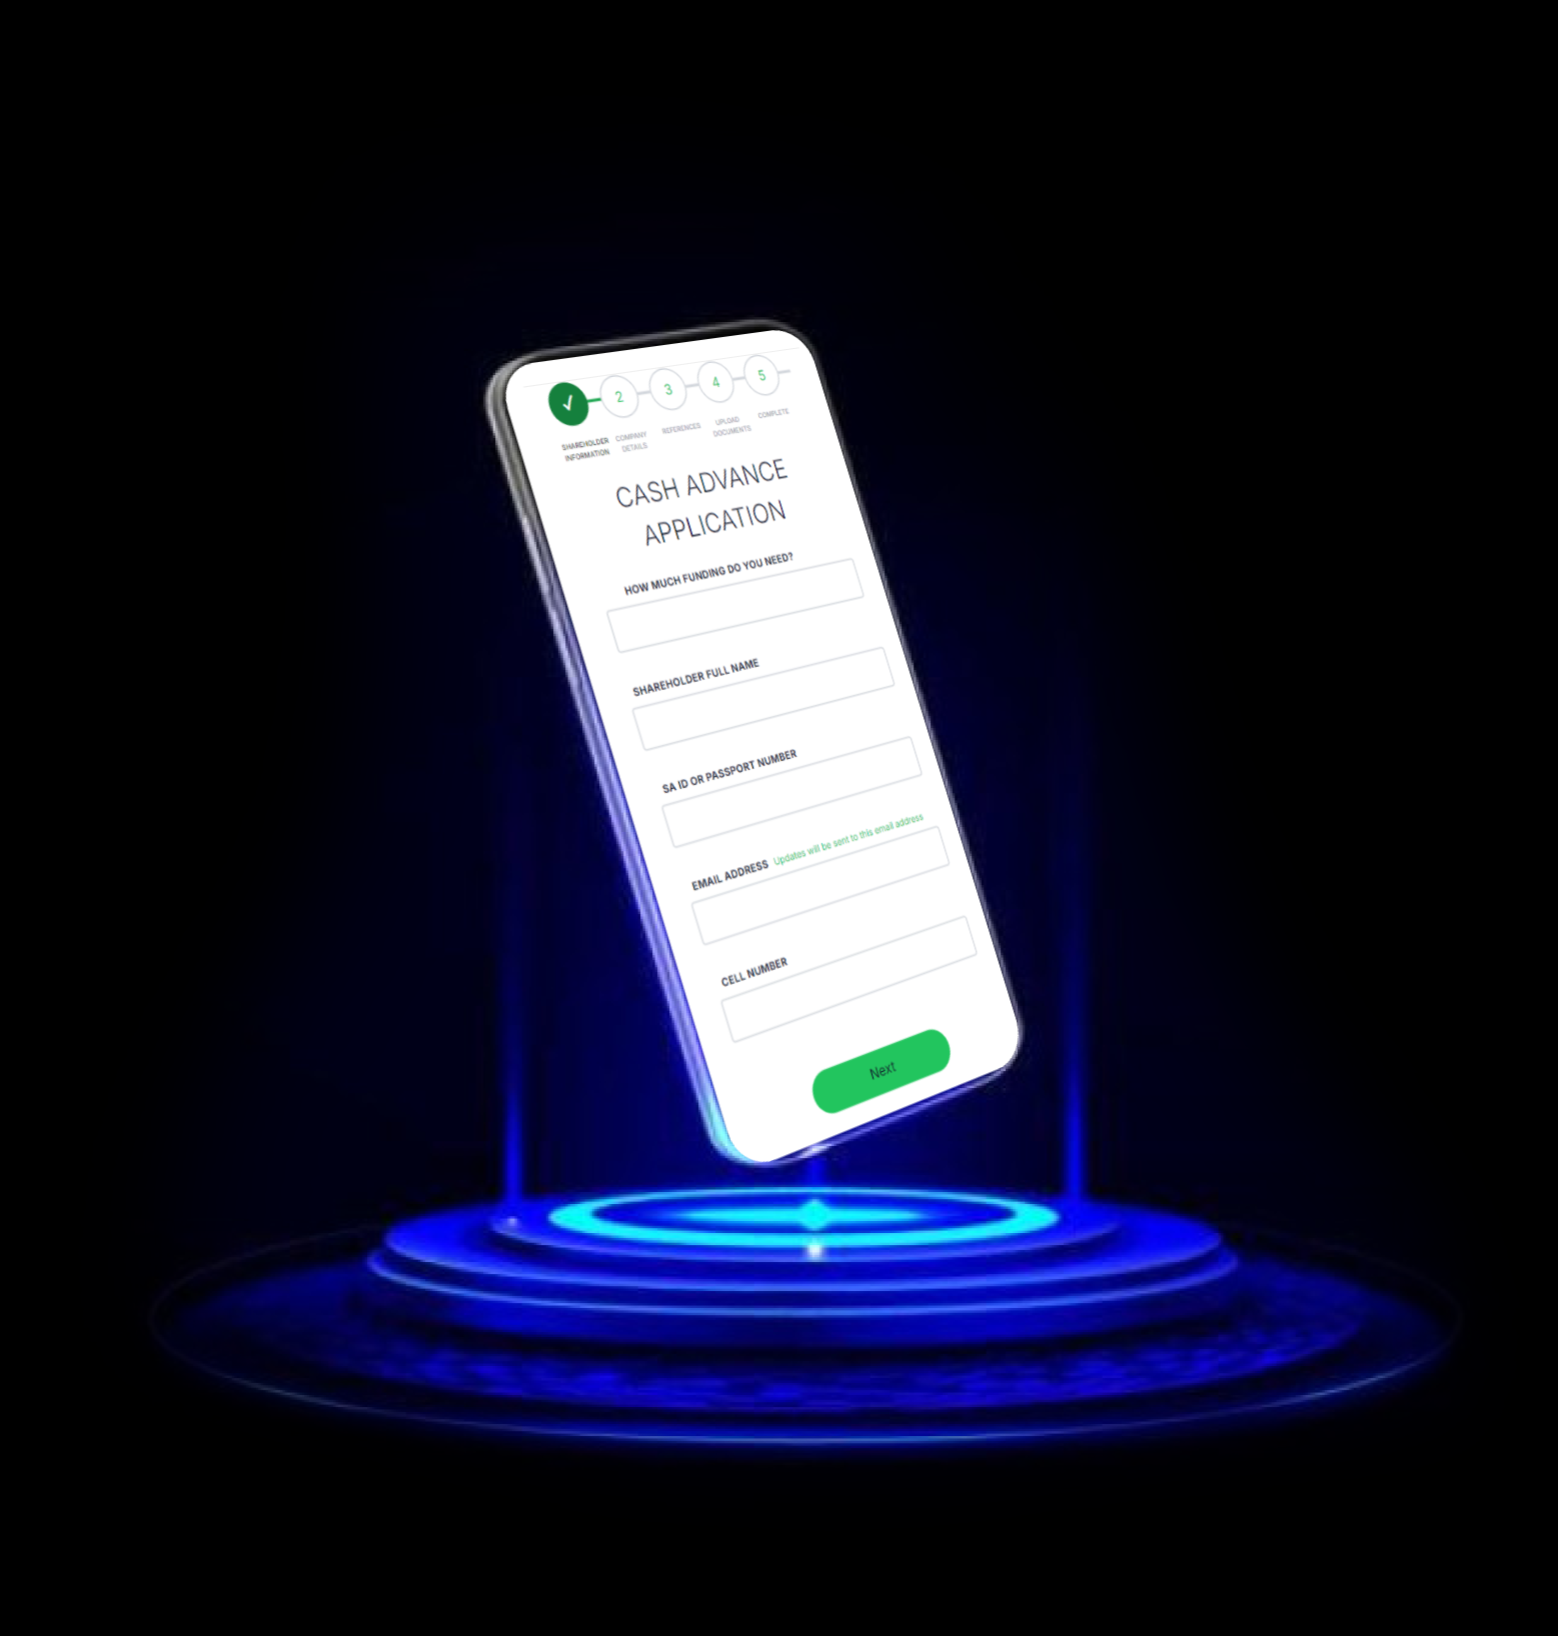 2 3 4 5
SHAREHOLDER INFORMATION
COMPANY DETAILS
REFERENCES
UPLOAD DOCUMENTS
COMPLETE
CASH ADVANCE
APPLICATION
HOW MUCH FUNDING DO YOU NEED?
SHAREHOLDER FULL NAME
SA ID OR PASSPORT NUMBER
EMAIL ADDRESS Updates will be sent to this email address
CELL NUMBER
Next